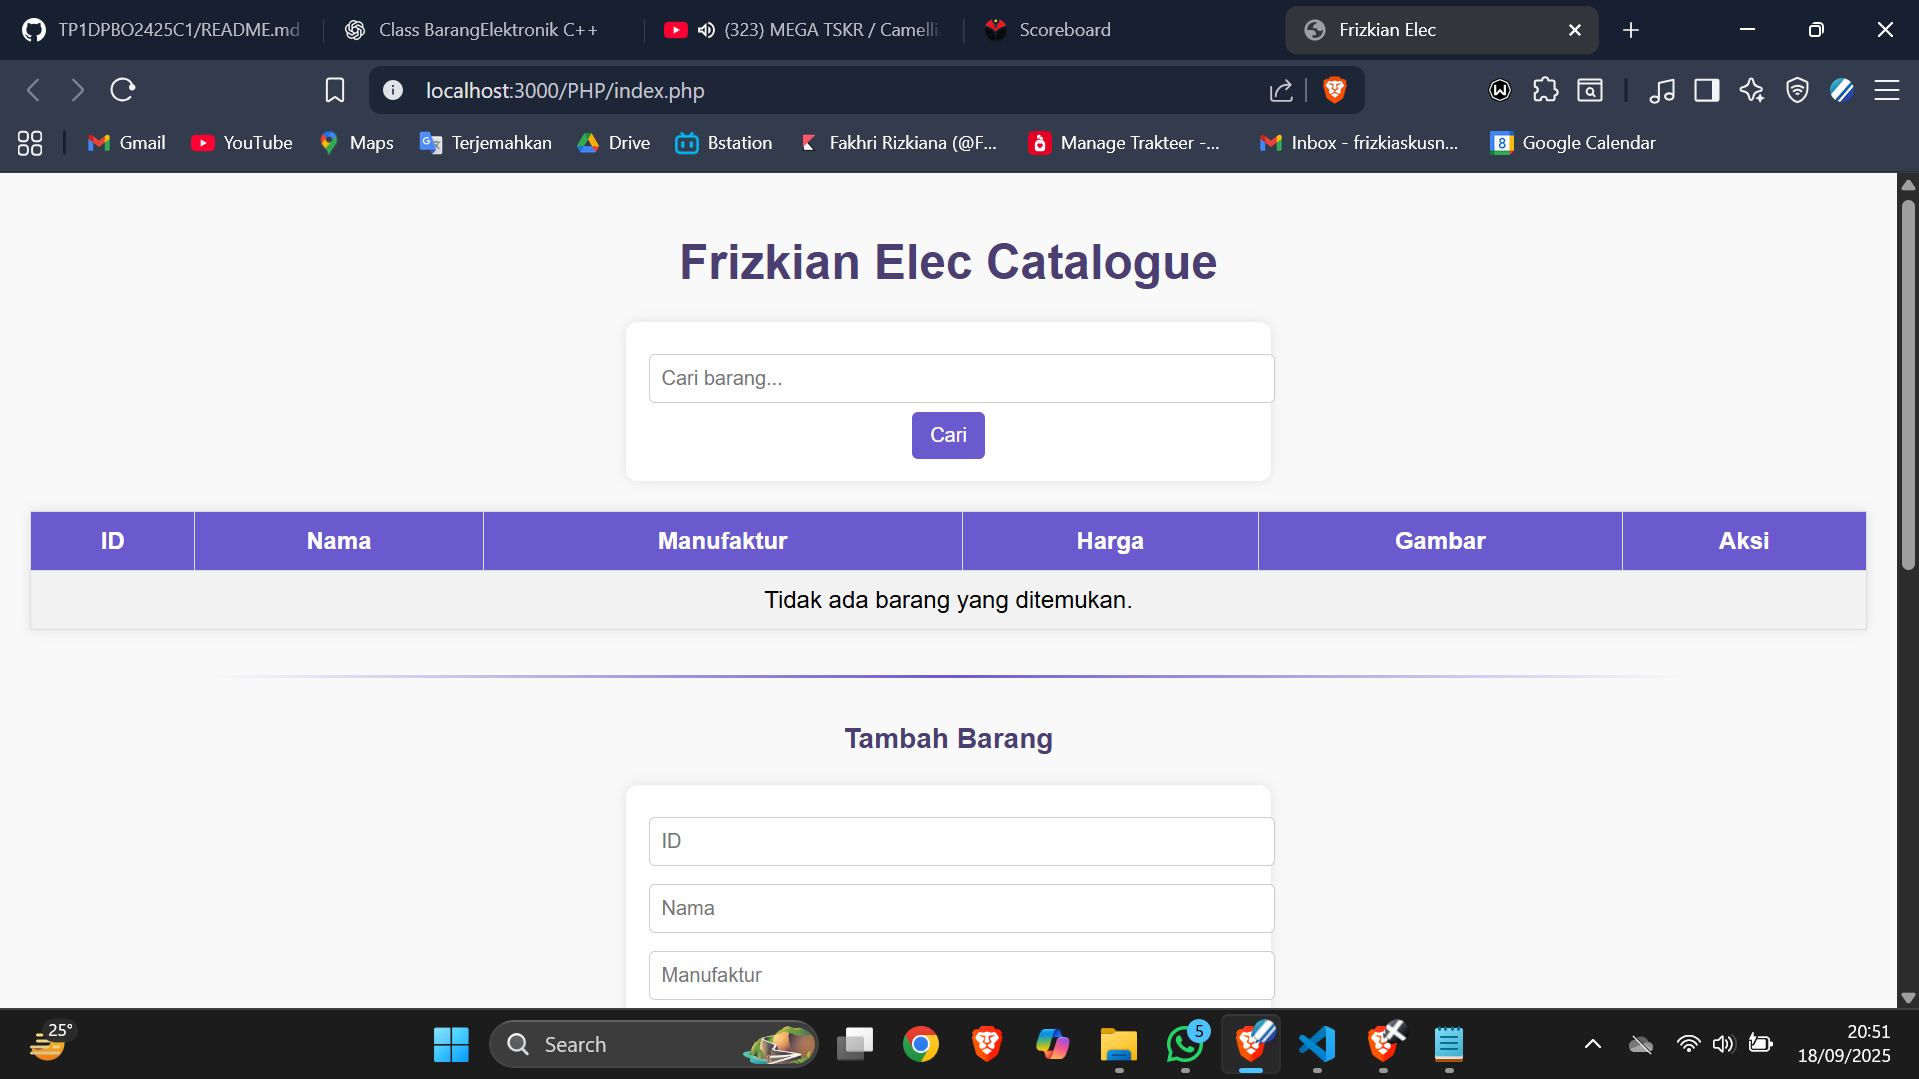 TP1DPBO2425C1/README.md
Class BarangElektronik C++
(323) MEGA TSKR / Camelli
Scoreboard
Frizkian Elec
localhost:3000/PHP/index.php
Gmail
YouTube
Maps
Terjemahkan
Drive
Bstation
Fakhri Rizkiana (@F...
Manage Trakteer -...
Inbox - frizkiaskusn...
8
Google Calendar
Frizkian Elec Catalogue
Cari barang...
Cari
ID Nama Manufaktur Harga Gambar Aksi
Tidak ada barang yang ditemukan.
Tambah Barang
ID
Nama
Manufaktur
25°
Search
5
20:51
18/09/2025